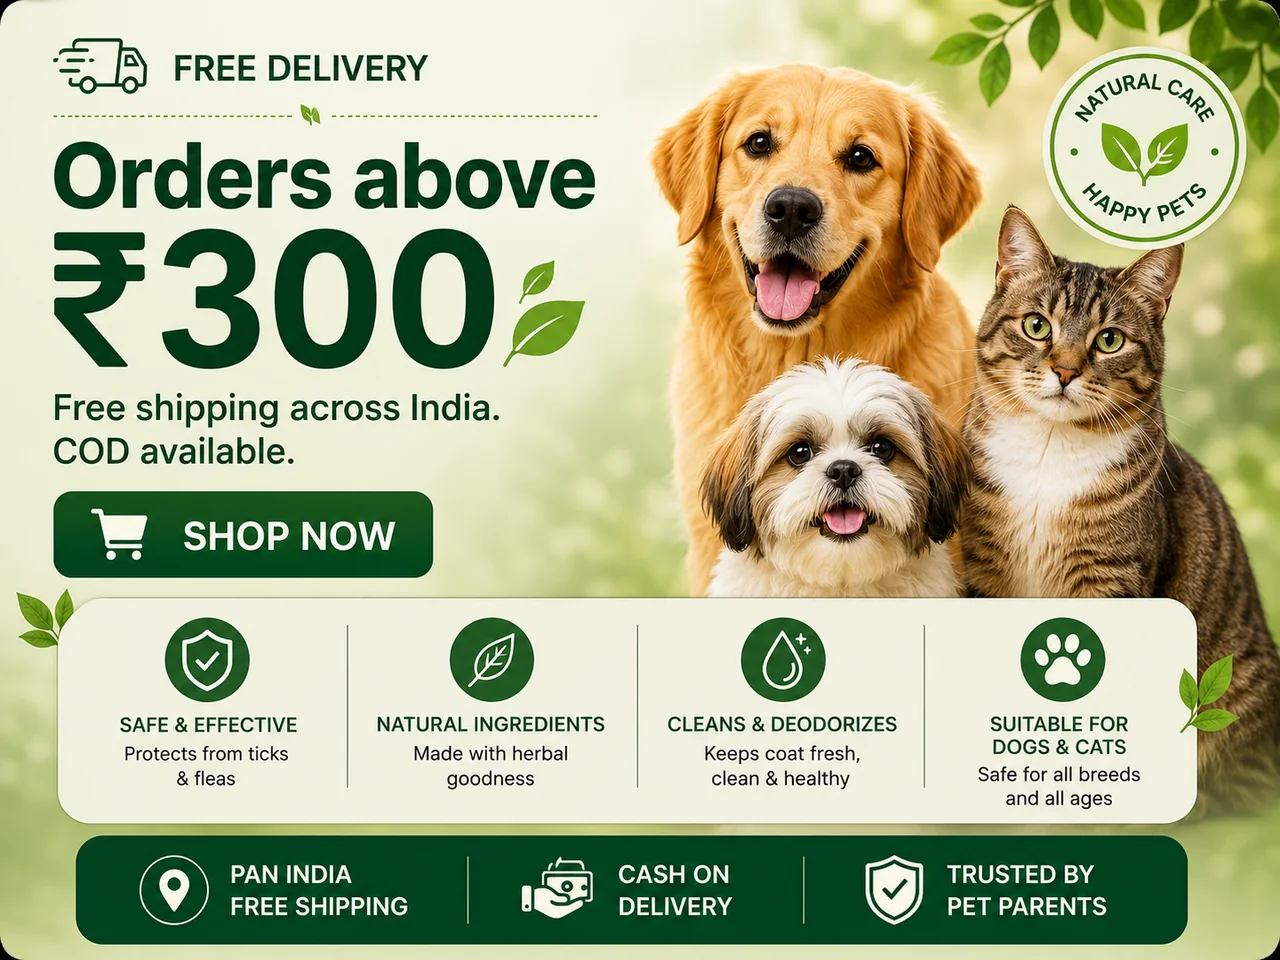 FREE DELIVERY
Orders above
₹300
Free shipping across India.
COD available.
SHOP NOW
NATURAL CARE
HAPPY PETS
SAFE & EFFECTIVE
Protects from ticks
& fleas
NATURAL INGREDIENTS
Made with herbal
goodness
CLEANS & DEODORIZES
Keeps coat fresh,
clean & healthy
SUITABLE FOR
DOGS & CATS
Safe for all breeds
and all ages
PAN INDIA
FREE SHIPPING
CASH ON
DELIVERY
TRUSTED BY
PET PARENTS